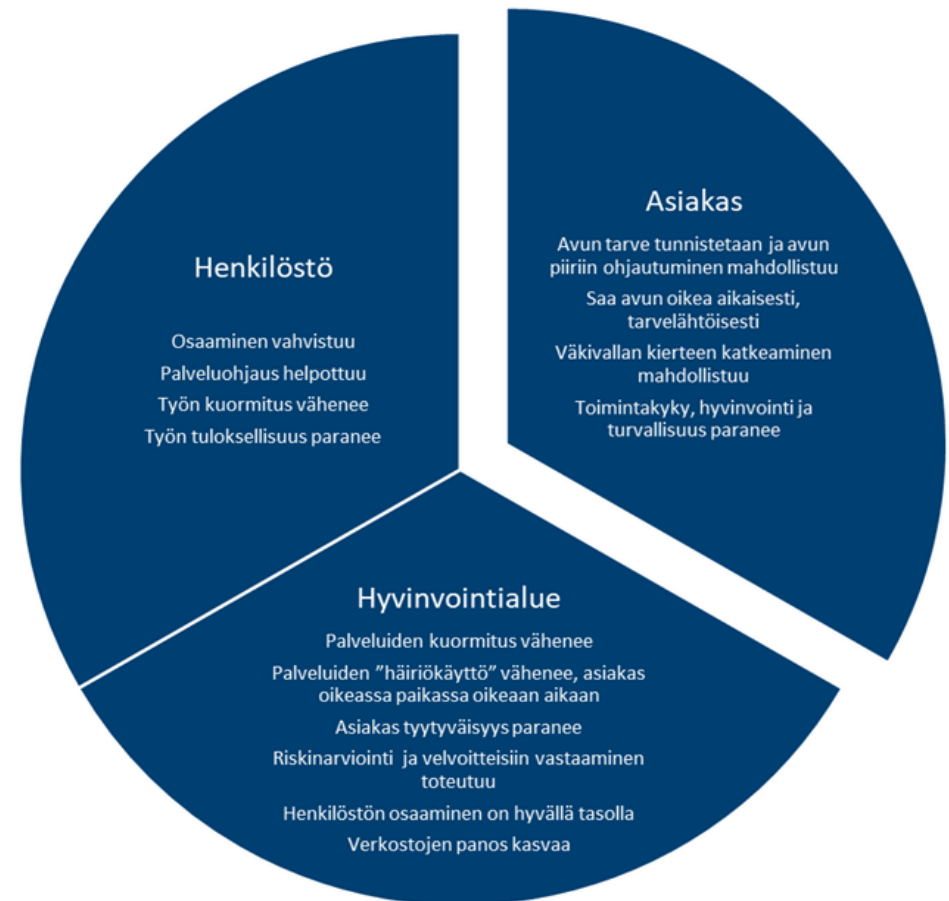 Henkilöstö
Osaaminen vahvistuu
Palveluohjaus helpottuu
Työn kuormitus vähenee
Työn tuloksellisuus paranee
Asiakas
Avun tarve tunnistetaan ja avun
piiriin ohjautuminen mahdollistuu
Saa avun oikea aikaisesti,
tarvelähtöisesti
Väkivallan kierteen katkeaminen
mahdollistuu
Toimintakyky, hyvinvointi ja
turvallisuus paranee
Hyvinvointialue
Palveluiden kuormitus vähenee
Palveluiden ”häiriökäyttö” vähenee, asiakas
oikeassa paikassa oikeaan aikaan
Asiakas tyytyväisyys paranee
Riskinarviointi ja velvoitteisiin vastaaminen
toteutuu
Henkilöstön osaaminen on hyvällä tasolla
Verkostojen panos kasvaa